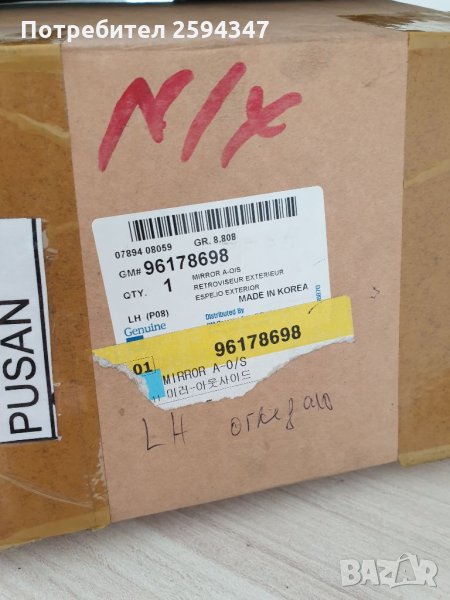 Потребител 2594347
N/X
07894 08059 GR. 8.808
GM# 96178698
MIRROR A-O/S
RETROVISEUR EXTERIEUR
ESPEJO EXTERIOR
QTY. 1
MADE IN KOREA
LH (P08)
Genuine
Distributed By
96178698
01
MIRROR A-O/S
미러-아웃사이드
LH
PUSAN
BAZAR